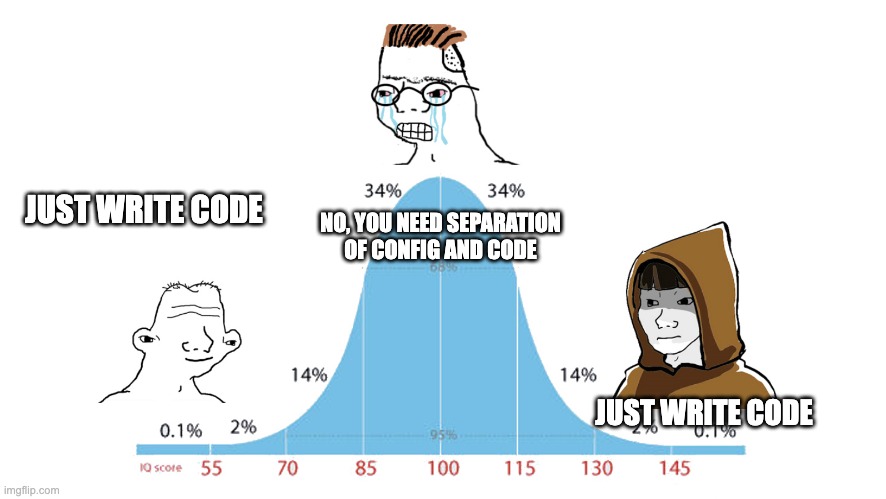 34% 34%
JUST WRITE CODE
NO, YOU NEED SEPARATION
OF CONFIG AND CODE
68%
14% 14%
JUST WRITE CODE
0.1% 2% 95% 2% 0.1%
IQ score 55 70 85 100 115 130 145
imgflip.com